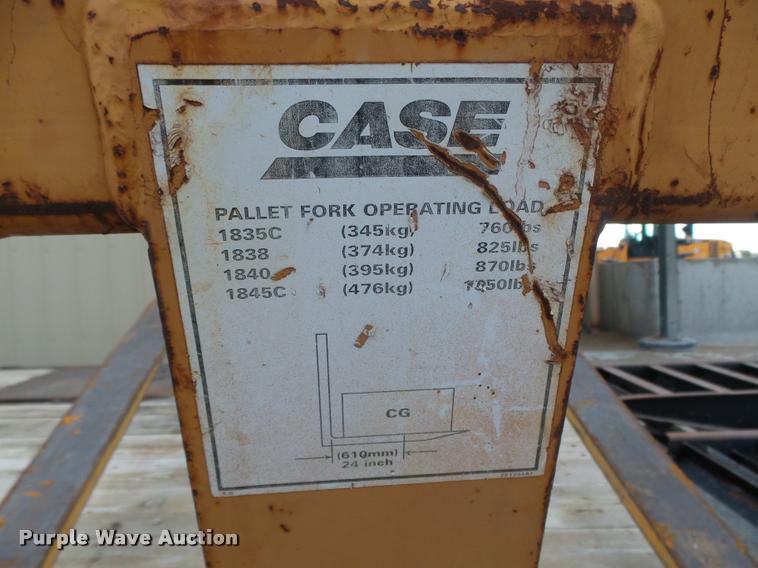 CASE
PALLET FORK OPERATING LOAD
1835C (345kg) 760lbs
1838 (374kg) 825lbs
1840 (395kg) 870lbs
1845C (476kg) 1050lbs
CG
(610mm)
24 inch
Purple Wave Auction